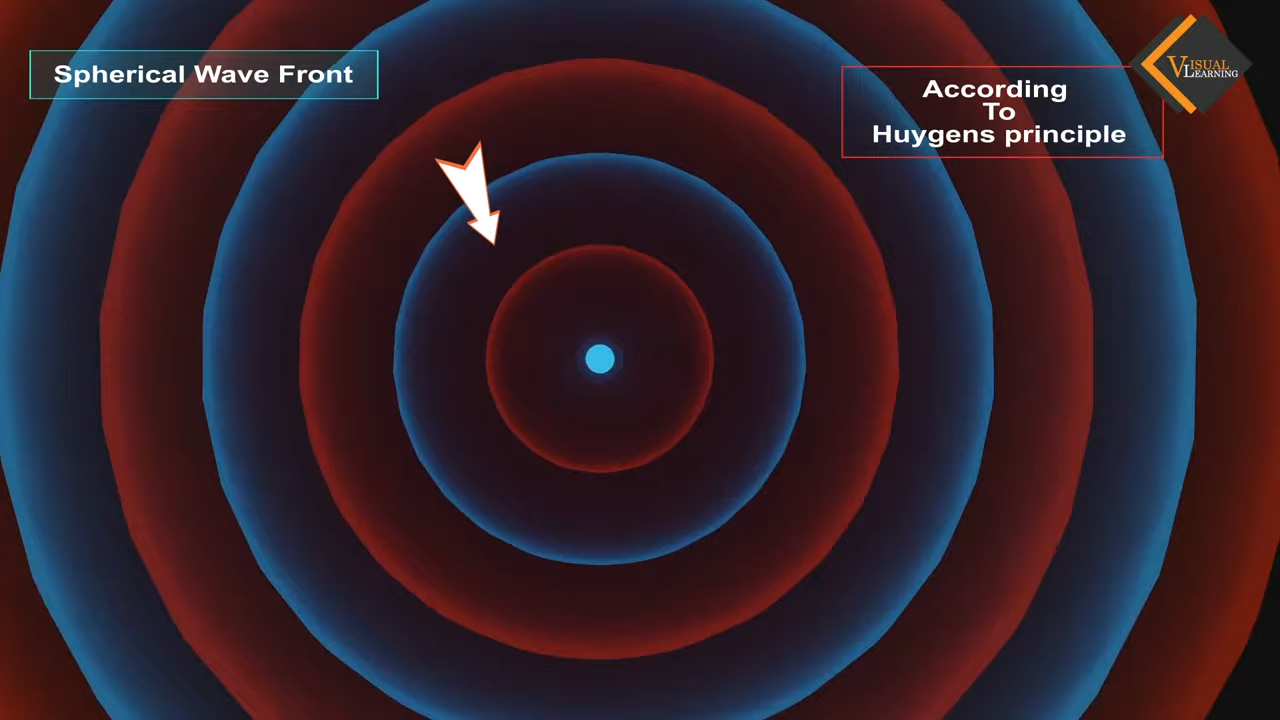 Spherical Wave Front
According
To
Huygens principle
VISUAL
LEARNING